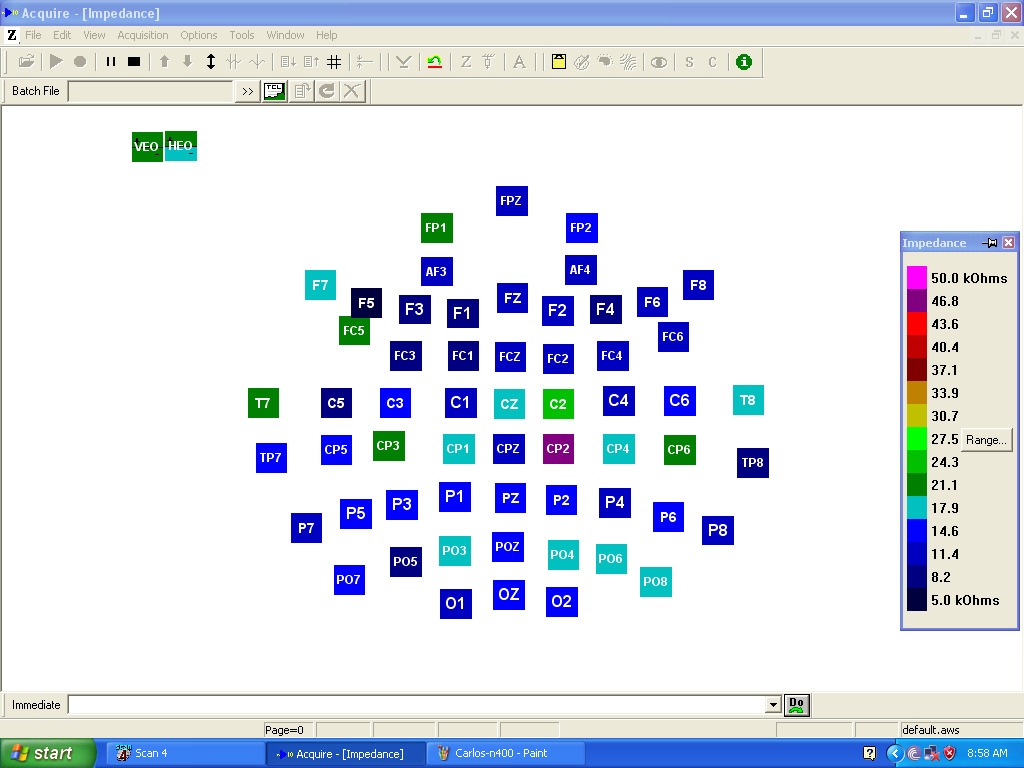 Acquire - [Impedance]
Z File Edit View Acquisition Options Tools Window Help
Z A S C
Batch File >> TCL
VEO HEO
FPZ
FP1 FP2
AF3 AF4
F7 F5 F3 F1 FZ F2 F4 F6 F8
FC5 FC3 FC1 FCZ FC2 FC4 FC6
T7 C5 C3 C1 CZ C2 C4 C6 T8
TP7 CP5 CP3 CP1 CPZ CP2 CP4 CP6 TP8
P7 P5 P3 P1 PZ P2 P4 P6 P8
PO7 PO5 PO3 POZ PO4 PO6 PO8
O1 OZ O2
Impedance
50.0 kOhms
46.8
43.6
40.4
37.1
33.9
30.7
27.5 Range...
24.3
21.1
17.9
14.6
11.4
8.2
5.0 kOhms
Immediate Do
Page=0 default.aws
start Scan 4 Acquire - [Impedance] Carlos-n400 - Paint ? 8:58 AM